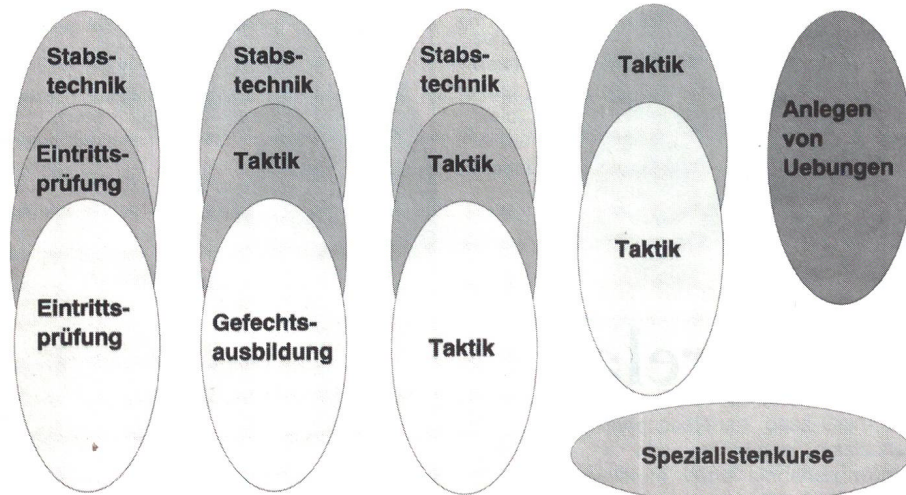 Stabs-
technik
Eintritts-
prüfung
Eintritts-
prüfung
Stabs-
technik
Taktik
Gefechts-
ausbildung
Stabs-
technik
Taktik
Taktik
Taktik
Taktik
Anlegen
von
Uebungen
Spezialistenkurse